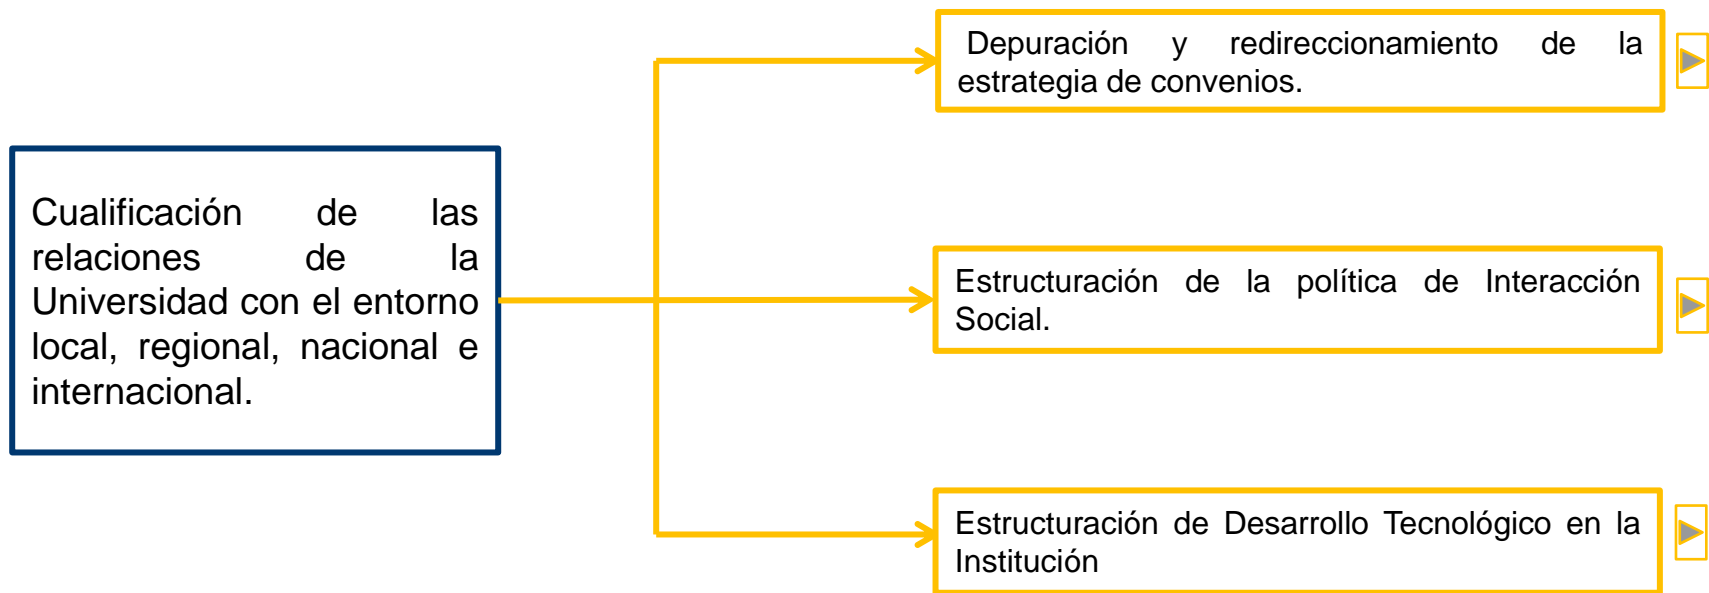 Depuración y redireccionamiento de la
estrategia de convenios.
Cualificación de las
relaciones de la
Universidad con el entorno
local, regional, nacional e
internacional.
Estructuración de la política de Interacción
Social.
Estructuración de Desarrollo Tecnológico en la
Institución